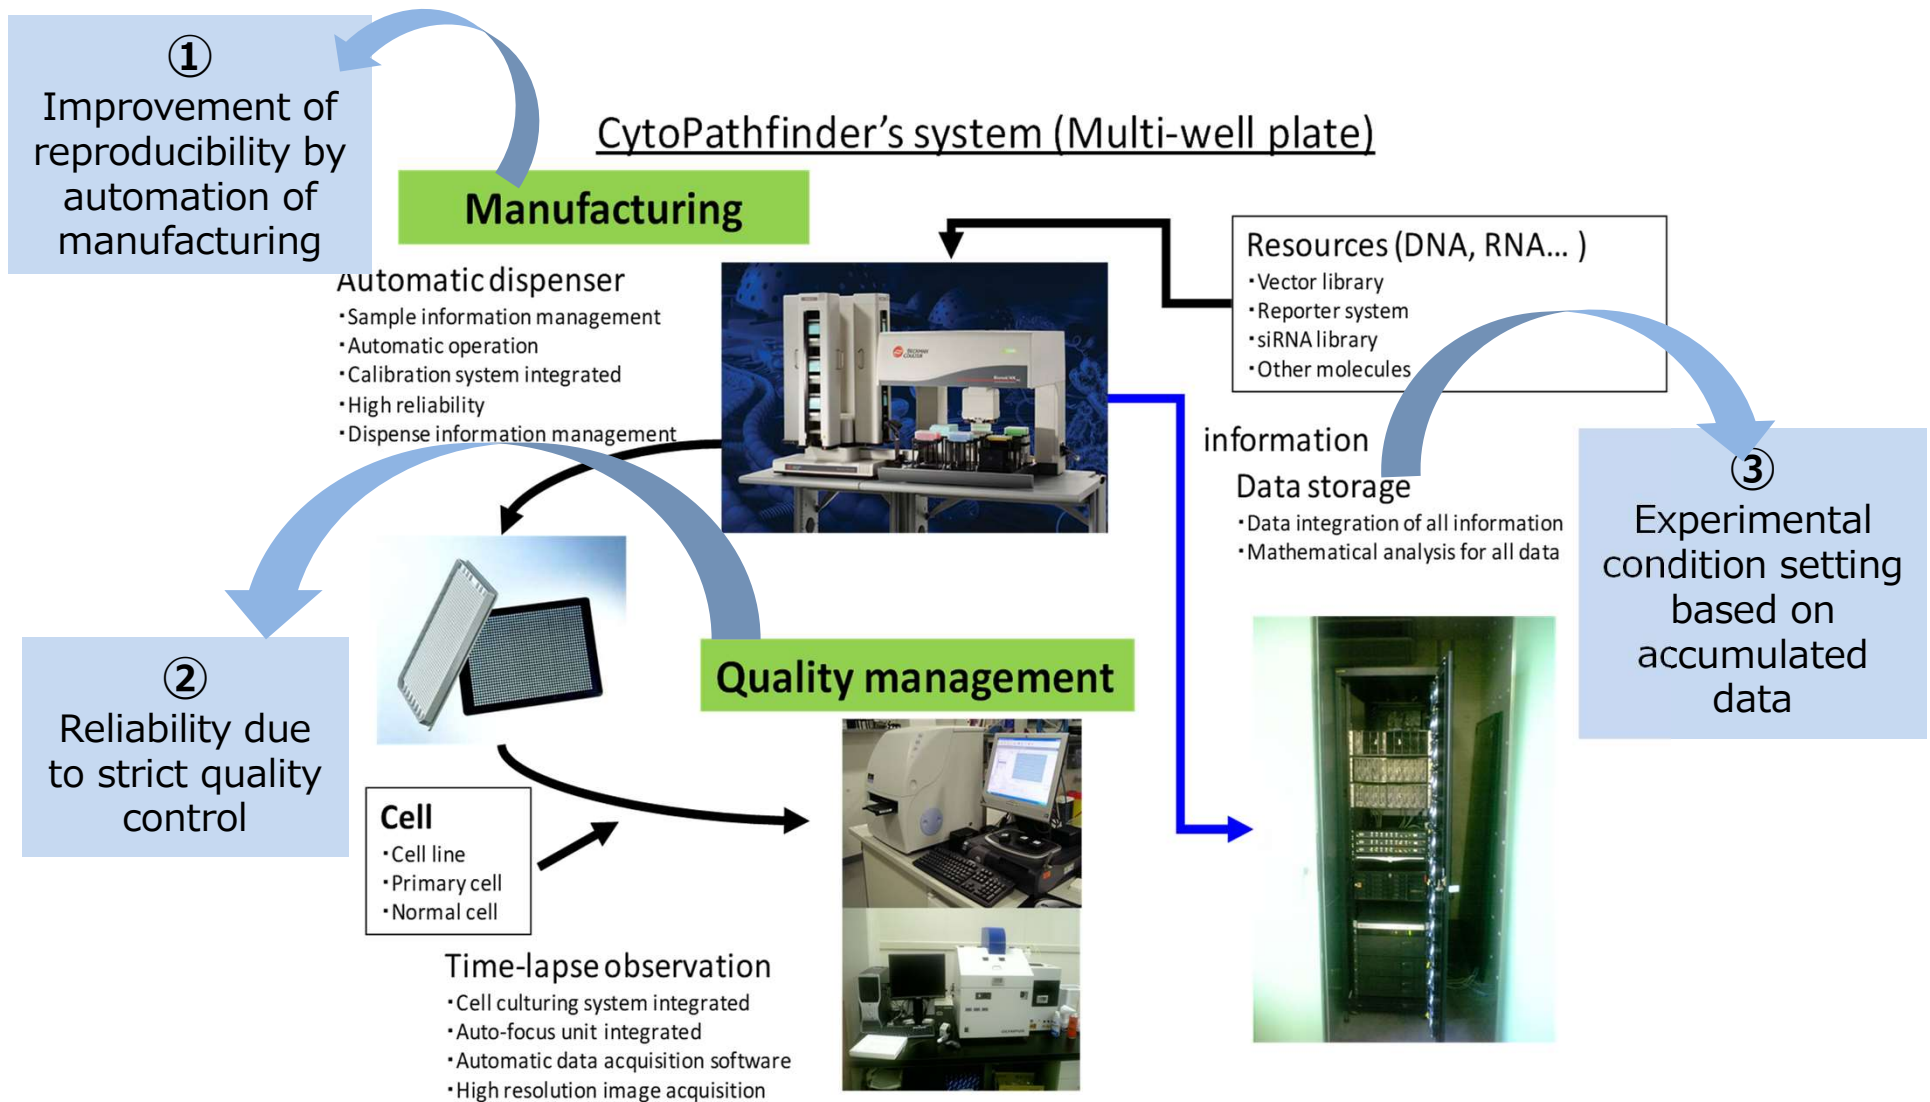 ①
Improvement of
reproducibility by
automation of
manufacturing
CytoPathfinder's system (Multi-well plate)
Manufacturing
Automatic dispenser
・Sample information management
・Automatic operation
・Calibration system integrated
・High reliability
・Dispense information management
BECKMAN
COULTER
Resources (DNA, RNA... )
・Vector library
・Reporter system
・siRNA library
・Other molecules
information
Data storage
・Data integration of all information
・Mathematical analysis for all data
③
Experimental
condition setting
based on
accumulated
data
②
Reliability due
to strict quality
control
Quality management
Cell
・Cell line
・Primary cell
・Normal cell
OLYMPUS
Time-lapse observation
・Cell culturing system integrated
・Auto-focus unit integrated
・Automatic data acquisition software
・High resolution image acquisition